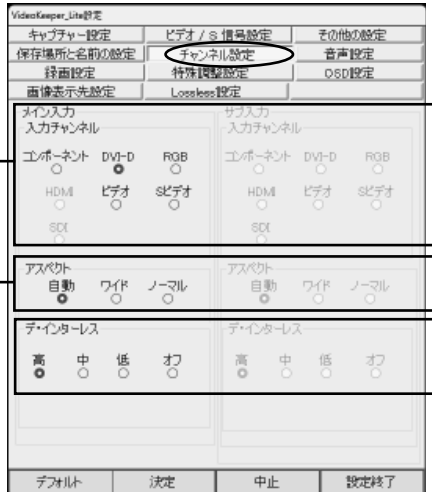 VideoKeeper_Lite設定
キャプチャー設定 ビデオ / S 信号設定 その他の設定
保存場所と名前の設定 チャンネル設定 音声設定
録画設定 特殊調整設定 OSD設定
画像表示先設定 Lossless設定
メイン入力 サブ入力
入力チャンネル 入力チャンネル
コンポーネント DVI-D RGB コンポーネント DVI-D RGB
HDMI ビデオ Sビデオ HDMI ビデオ Sビデオ
SDI SDI
アスペクト アスペクト
自動 ワイド ノーマル 自動 ワイド ノーマル
デ・インターレス デ・インターレス
高 中 低 オフ 高 中 低 オフ
デフォルト 決定 中止 設定終了